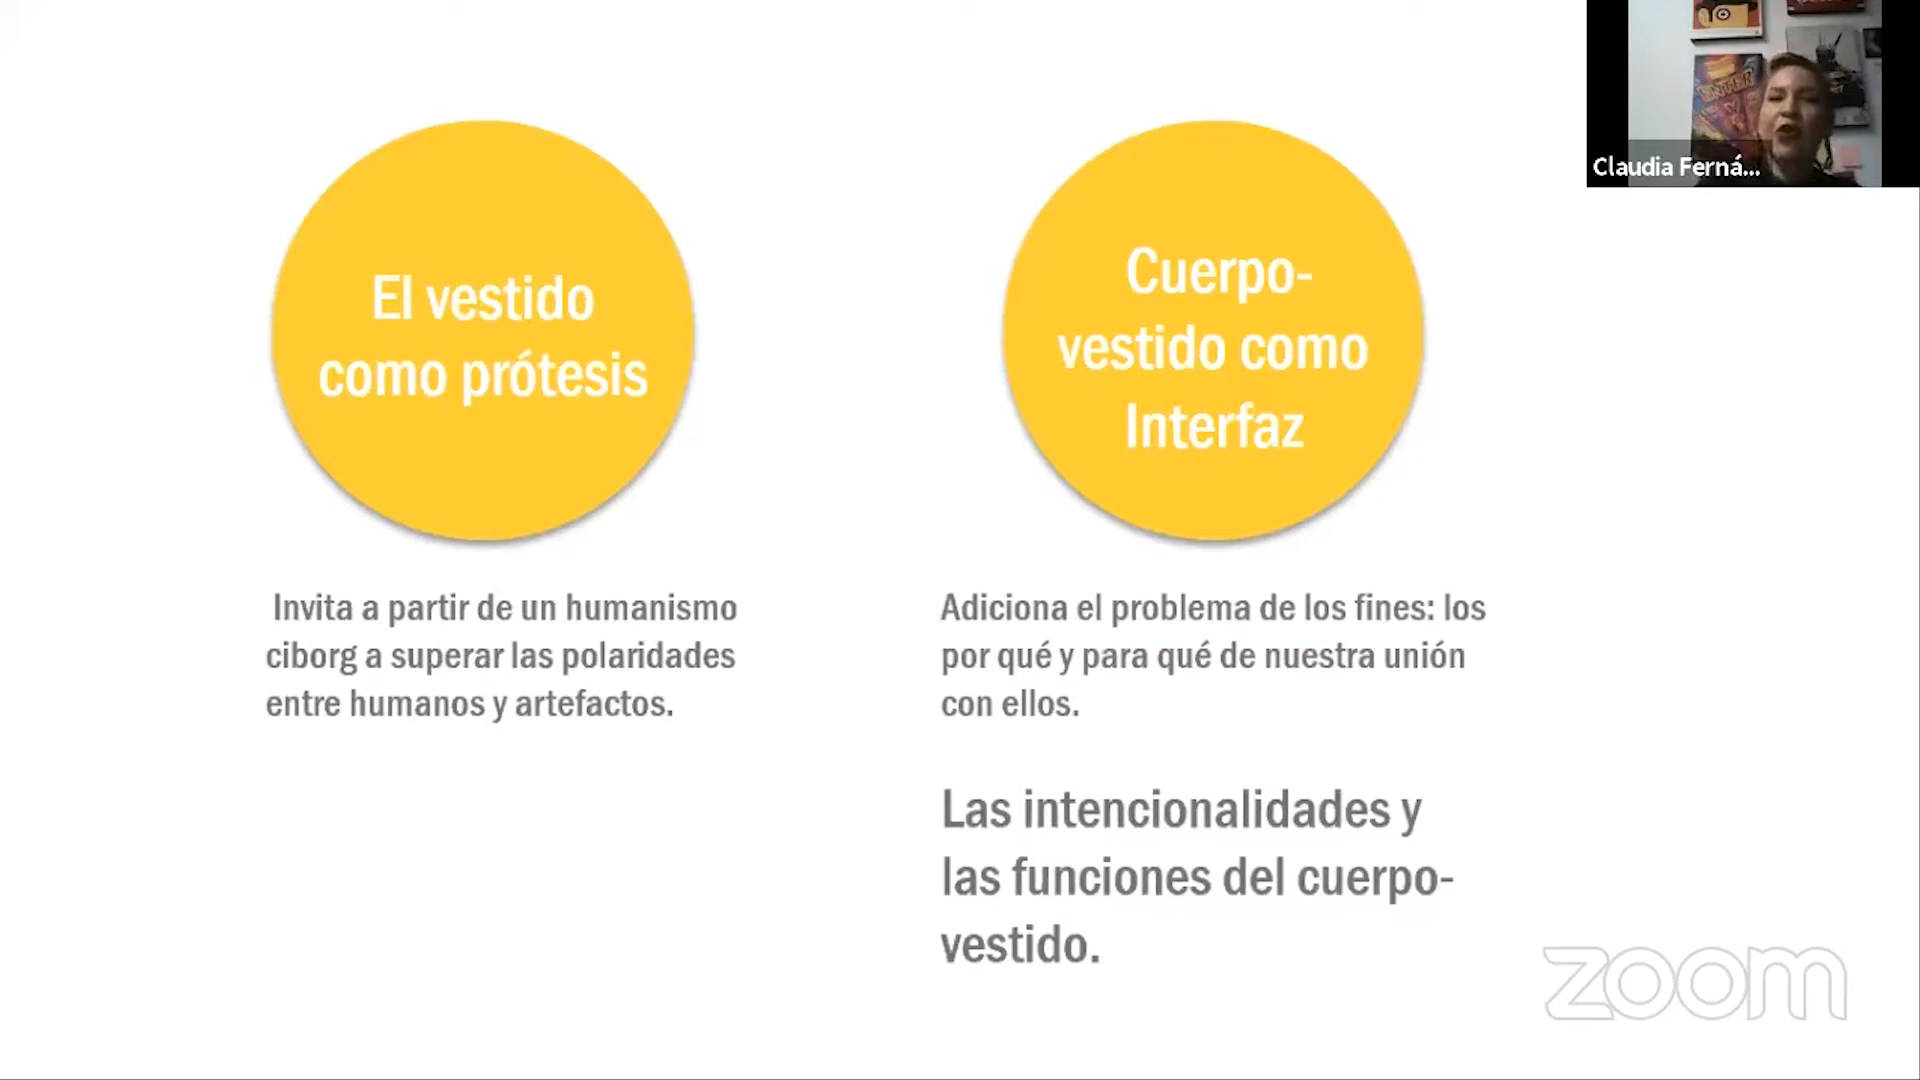 El vestido
como prótesis
Cuerpo-
vestido como
Interfaz
Claudia Ferná...
Invita a partir de un humanismo
ciborg a superar las polaridades
entre humanos y artefactos.
Adiciona el problema de los fines: los
por qué y para qué de nuestra unión
con ellos.
Las intencionalidades y
las funciones del cuerpo-
vestido.
zoom